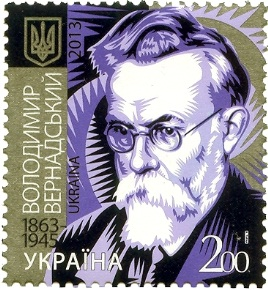 2013
ВОЛОДИМИР
ВЕРНАДСЬКИЙ
UKRAINA
1863-
1945
УКРАЇНА
2.00